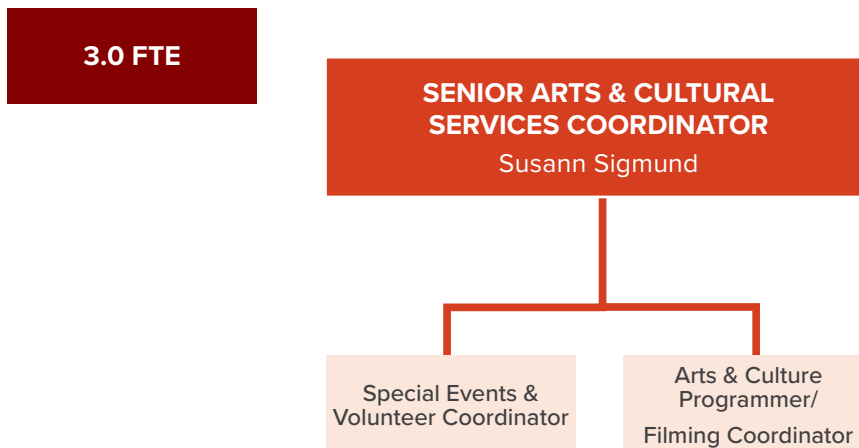 3.0 FTE
SENIOR ARTS & CULTURAL
SERVICES COORDINATOR
Susann Sigmund
Special Events &
Volunteer Coordinator
Arts & Culture
Programmer/
Filming Coordinator